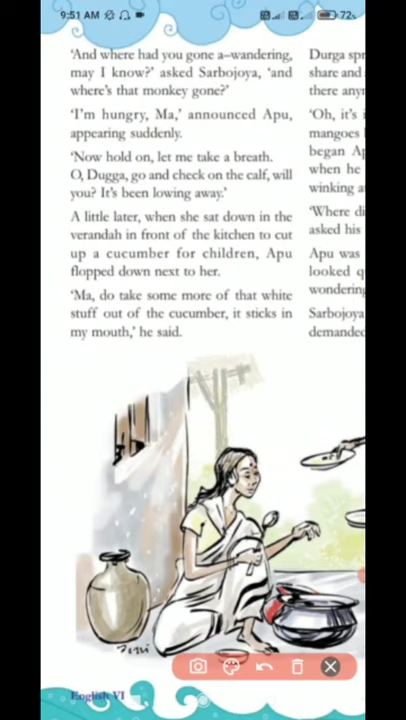 9:51 AM
72
'And where had you gone a–wandering,
may I know?' asked Sarbojoya, 'and
where's that monkey gone?'
'I'm hungry, Ma,' announced Apu,
appearing suddenly.
'Now hold on, let me take a breath.
O, Dugga, go and check on the calf, will
you? It's been lowing away.'
A little later, when she sat down in the
verandah in front of the kitchen to cut
up a cucumber for children, Apu
flopped down next to her.
'Ma, do take some more of that white
stuff out of the cucumber, it sticks in
my mouth,' he said.
Durga
share and
there
'Oh, it's
mangoes
began
when he
winking
'Where
asked his
Apu was
looked
wondering
Sarbojoya
demanded
English VI